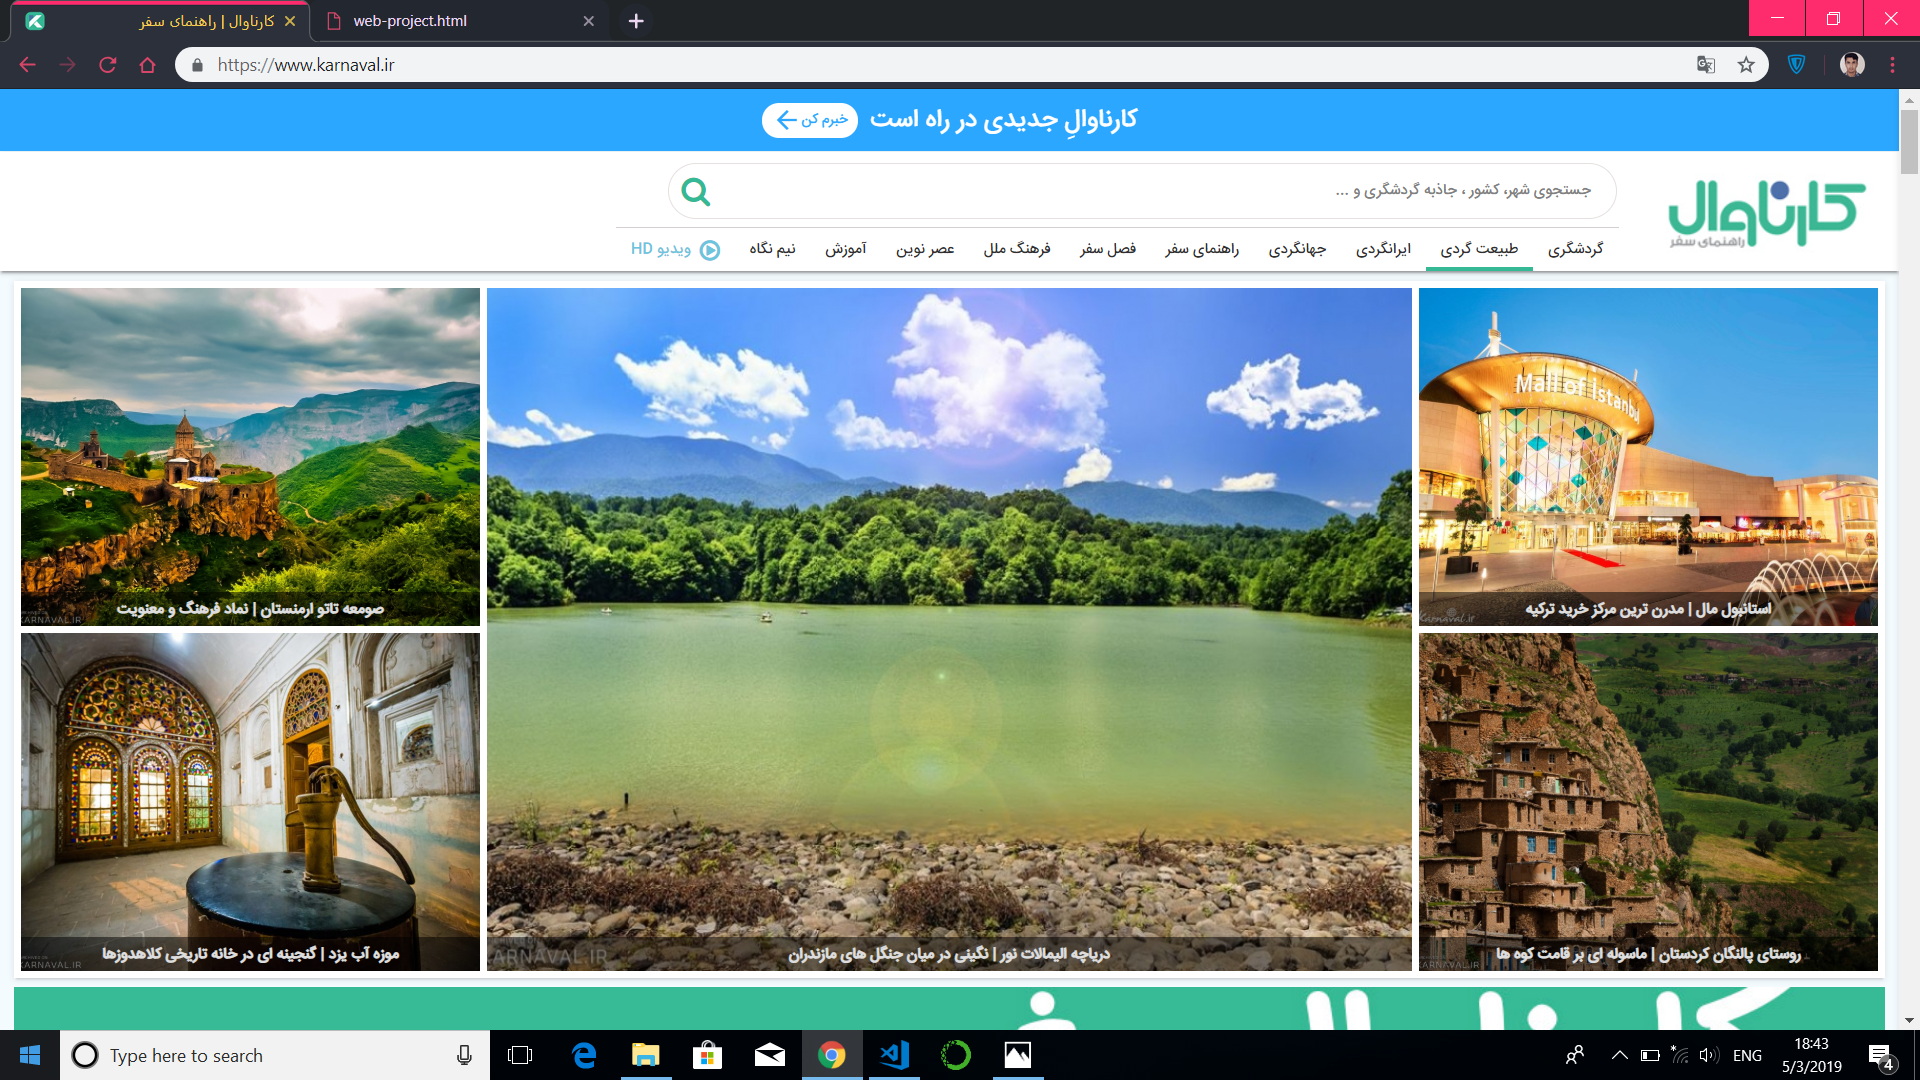 کارناوال | راهنمای سفر
web-project.html
https://www.karnaval.ir
کارناوالِ جدیدی در راه است
خبرم کن
کارناوال
راهنمای سفر
جستجوی شهر، کشور ، جاذبه گردشگری و ...
گردشگری طبیعت گردی ایرانگردی جهانگردی راهنمای سفر فصل سفر فرهنگ ملل عصر نوین آموزش نیم نگاه ویدیو HD
Mall of Istanbul
استانبول مال | مدرن ترین مرکز خرید ترکیه
Karnaval.ir
صومعه تاتو ارمنستان | نماد فرهنگ و معنویت
KARNAVAL.IR
روستای پالنگان کردستان | ماسوله ای بر قامت کوه ها
KARNAVAL.IR
دریاچه الیمالات نور | نگینی در میان جنگل های مازندران
KARNAVAL.IR
موزه آب یزد | گنجینه ای در خانه تاریخی کلاهدوزها
KARNAVAL.IR
Type here to search
ENG
18:43
5/3/2019
4